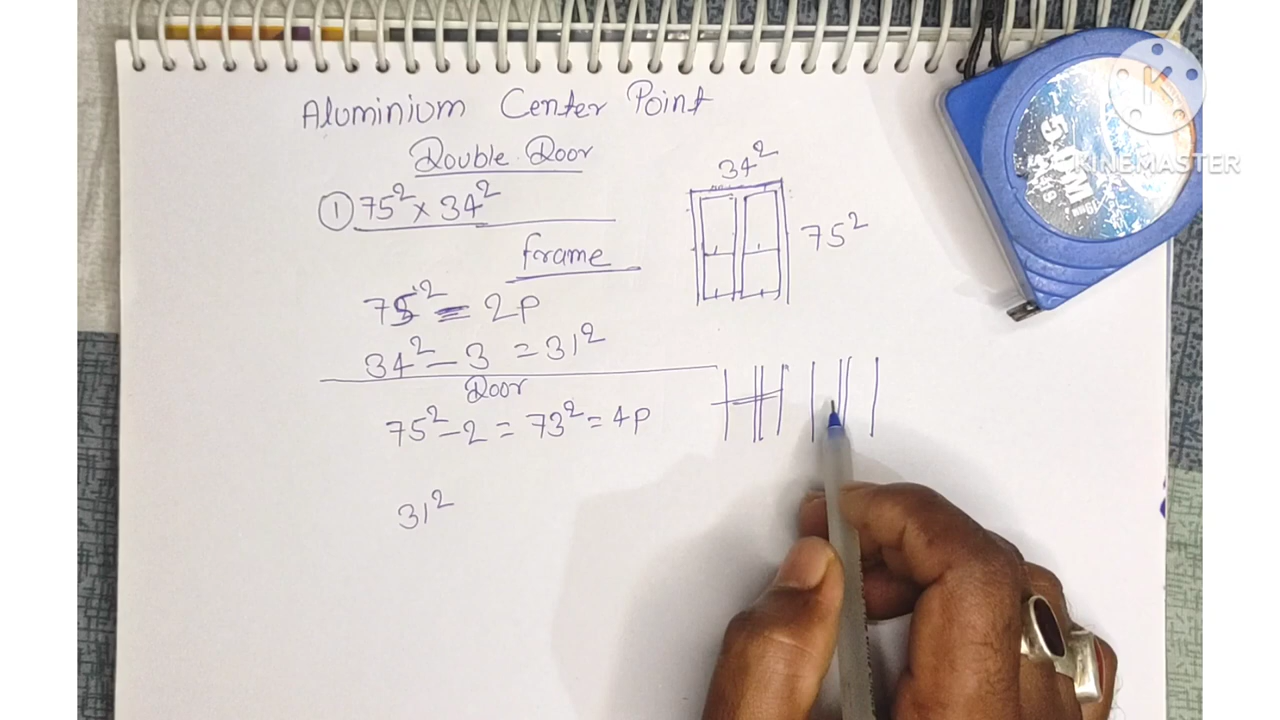 Aluminium Center Point
Double Door
① 75² × 34²
frame
75² = 2P
34² - 3 = 31²
Door
75² - 2 = 73² = 4P
31²
34²
75²
5M
KINEMASTER